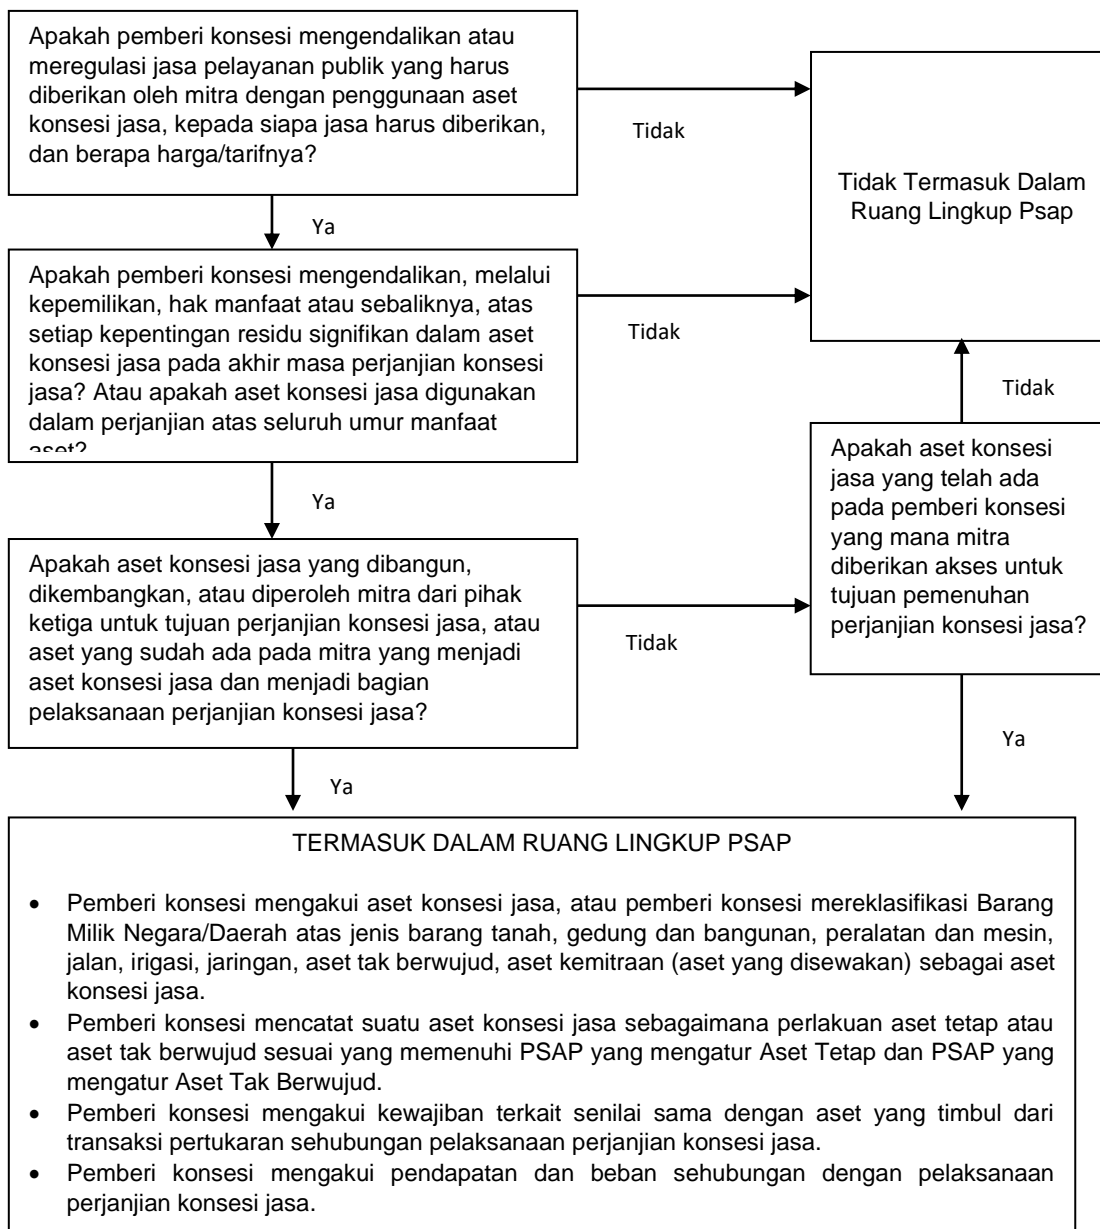 Apakah pemberi konsesi mengendalikan atau
meregulasi jasa pelayanan publik yang harus
diberikan oleh mitra dengan penggunaan aset
konsesi jasa, kepada siapa jasa harus diberikan,
dan berapa harga/tarifnya?
Tidak
Tidak Termasuk Dalam
Ruang Lingkup Psap
Ya
Apakah pemberi konsesi mengendalikan, melalui
kepemilikan, hak manfaat atau sebaliknya, atas
setiap kepentingan residu signifikan dalam aset
konsesi jasa pada akhir masa perjanjian konsesi
jasa? Atau apakah aset konsesi jasa digunakan
dalam perjanjian atas seluruh umur manfaat
aset?
Tidak
Tidak
Ya
Apakah aset konsesi
jasa yang telah ada
pada pemberi konsesi
yang mana mitra
diberikan akses untuk
tujuan pemenuhan
perjanjian konsesi jasa?
Apakah aset konsesi jasa yang dibangun,
dikembangkan, atau diperoleh mitra dari pihak
ketiga untuk tujuan perjanjian konsesi jasa, atau
aset yang sudah ada pada mitra yang menjadi
aset konsesi jasa dan menjadi bagian
pelaksanaan perjanjian konsesi jasa?
Tidak
Ya
Ya
TERMASUK DALAM RUANG LINGKUP PSAP
• Pemberi konsesi mengakui aset konsesi jasa, atau pemberi konsesi mereklasifikasi Barang
Milik Negara/Daerah atas jenis barang tanah, gedung dan bangunan, peralatan dan mesin,
jalan, irigasi, jaringan, aset tak berwujud, aset kemitraan (aset yang disewakan) sebagai aset
konsesi jasa.
• Pemberi konsesi mencatat suatu aset konsesi jasa sebagaimana perlakuan aset tetap atau
aset tak berwujud sesuai yang memenuhi PSAP yang mengatur Aset Tetap dan PSAP yang
mengatur Aset Tak Berwujud.
• Pemberi konsesi mengakui kewajiban terkait senilai sama dengan aset yang timbul dari
transaksi pertukaran sehubungan pelaksanaan perjanjian konsesi jasa.
• Pemberi konsesi mengakui pendapatan dan beban sehubungan dengan pelaksanaan
perjanjian konsesi jasa.